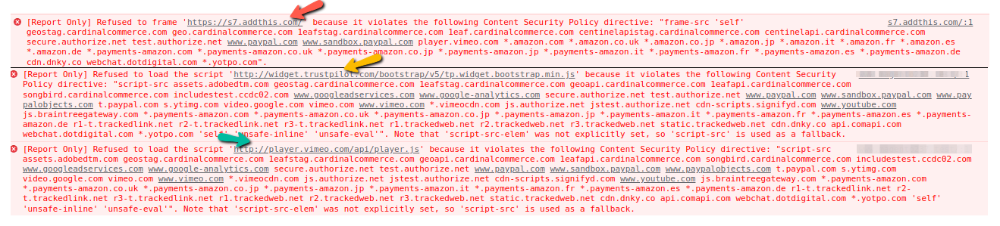 [Report Only] Refused to frame 'https://s7.addthis.com/' because it violates the following Content Security Policy directive: "frame-src 'self' s7.addthis.com/:1
geostag.cardinalcommerce.com geo.cardinalcommerce.com 1eafstag.cardinalcommerce.com 1eaf.cardinalcommerce.com centinelapistag.cardinalcommerce.com centinelapi.cardinalcommerce.com
secure.authorize.net test.authorize.net www.paypal.com www.sandbox.paypal.com player.vimeo.com *.amazon.com *.amazon.co.uk *.amazon.co.jp *.amazon.jp *.amazon.it *.amazon.fr *.amazon.es
*.amazon.de *.payments-amazon.com *.payments-amazon.co.uk *.payments-amazon.co.jp *.payments-amazon.jp *.payments-amazon.it *.payments-amazon.fr *.payments-amazon.es *.payments-amazon.de
cdn.dnky.co webchat.dotdigital.com *.yotpo.com".
[Report Only] Refused to load the script 'http://widget.trustpilot.com/bootstrap/v5/tp.widget.bootstrap.min.js' because it violates the following Content Security 1
Policy directive: "script-src assets.adobedtm.com geostag.cardinalcommerce.com 1eafstag.cardinalcommerce.com geoapi.cardinalcommerce.com 1eafapi.cardinalcommerce.com
songbird.cardinalcommerce.com includestest.ccdc02.com www.googleadservices.com www.google-analytics.com secure.authorize.net test.authorize.net www.paypal.com www.sandbox.paypal.com www.pay
palobjects.com t.paypal.com s.ytimg.com video.google.com vimeo.com www.vimeo.com *.vimeocdn.com js.authorize.net jstest.authorize.net cdn-scripts.signifyd.com www.youtube.com
js.braintreegateway.com *.payments-amazon.com *.payments-amazon.co.uk *.payments-amazon.co.jp *.payments-amazon.jp *.payments-amazon.it *.payments-amazon.fr *.payments-amazon.es *.payments-
amazon.de r1-t.trackedlink.net r2-t.trackedlink.net r3-t.trackedlink.net r1.trackedweb.net r2.trackedweb.net r3.trackedweb.net static.trackedweb.net cdn.dnky.co api.comapi.com
webchat.dotdigital.com *.yotpo.com 'self' 'unsafe-inline' 'unsafe-eval'". Note that 'script-src-elem' was not explicitly set, so 'script-src' is used as a fallback.
[Report Only] Refused to load the script 'http://player.vimeo.com/api/player.js' because it violates the following Content Security Policy directive: "script-src
assets.adobedtm.com geostag.cardinalcommerce.com 1eafstag.cardinalcommerce.com geoapi.cardinalcommerce.com 1eafapi.cardinalcommerce.com songbird.cardinalcommerce.com includestest.ccdc02.com
www.googleadservices.com www.google-analytics.com secure.authorize.net test.authorize.net www.paypal.com www.sandbox.paypal.com www.paypalobjects.com t.paypal.com s.ytimg.com
video.google.com vimeo.com www.vimeo.com *.vimeocdn.com js.authorize.net jstest.authorize.net cdn-scripts.signifyd.com www.youtube.com js.braintreegateway.com *.payments-amazon.com
*.payments-amazon.co.uk *.payments-amazon.co.jp *.payments-amazon.jp *.payments-amazon.it *.payments-amazon.fr *.payments-amazon.es *.payments-amazon.de r1-t.trackedlink.net r2-
t.trackedlink.net r3-t.trackedlink.net r1.trackedweb.net r2.trackedweb.net r3.trackedweb.net static.trackedweb.net cdn.dnky.co api.comapi.com webchat.dotdigital.com *.yotpo.com 'self'
'unsafe-inline' 'unsafe-eval'". Note that 'script-src-elem' was not explicitly set, so 'script-src' is used as a fallback.